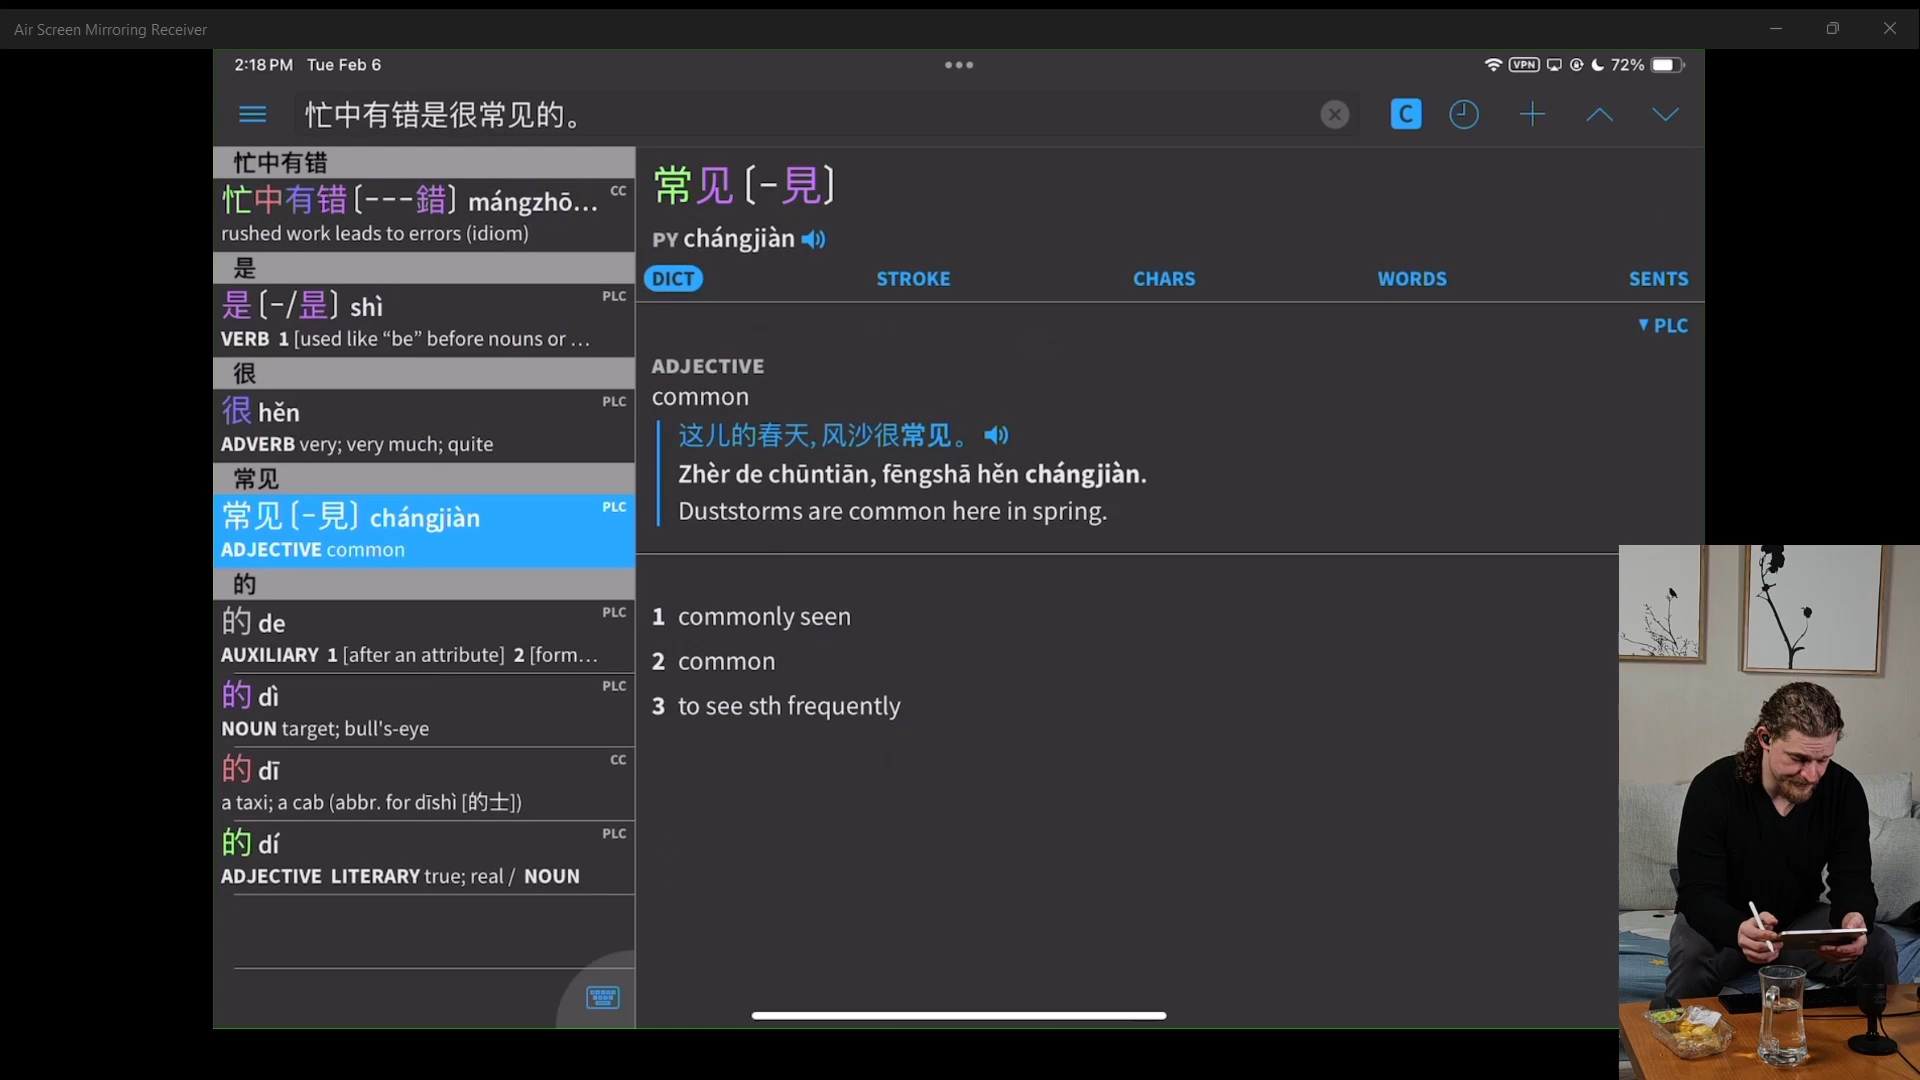 Air Screen Mirroring Receiver
2:18 PM Tue Feb 6
VPN 72%
忙中有错是很常见的。
C
忙中有错
忙中有错〔---錯〕 mángzhō... CC
rushed work leads to errors (idiom)
是
是〔-/昰〕 shì PLC
VERB 1 [used like “be” before nouns or ...
很
很 hěn PLC
ADVERB very; very much; quite
常见
常见〔-見〕 chángjiàn PLC
ADJECTIVE common
的
的 de PLC
AUXILIARY 1 [after an attribute] 2 [form...
的 dì PLC
NOUN target; bull's-eye
的 dī CC
a taxi; a cab (abbr. for dīshì [的士])
的 dí PLC
ADJECTIVE LITERARY true; real / NOUN
常见〔-見〕
PY chángjiàn
DICT STROKE CHARS WORDS SENTS
▼ PLC
ADJECTIVE
common
这儿的春天, 风沙很常见。
Zhèr de chūntiān, fēngshā hěn chángjiàn.
Duststorms are common here in spring.
1 commonly seen
2 common
3 to see sth frequently